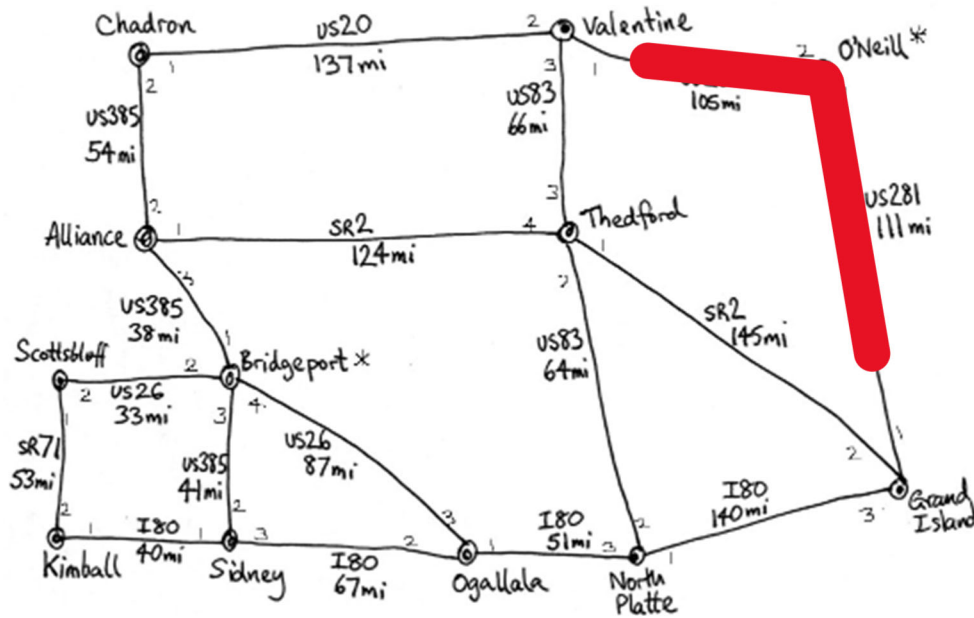 Chadron
US20
137mi
2
Valentine
1
2
3
1
2
O'Neill*
105mi
US385
54mi
US83
66mi
US281
111mi
2
3
Alliance
1
SR2
124mi
4
Thedford
1
3
2
US385
38mi
SR2
145mi
Scottsbluff
1
2
Bridgeport*
US83
64mi
2
US26
33mi
3
4
US26
87mi
1
SR71
53mi
US385
41mi
2
1
2
2
3
I80
140mi
3
Grand
Island
1
I80
40mi
1
3
2
I80
51mi
1
3
2
1
Kimball
Sidney
I80
67mi
Ogallala
North
Platte